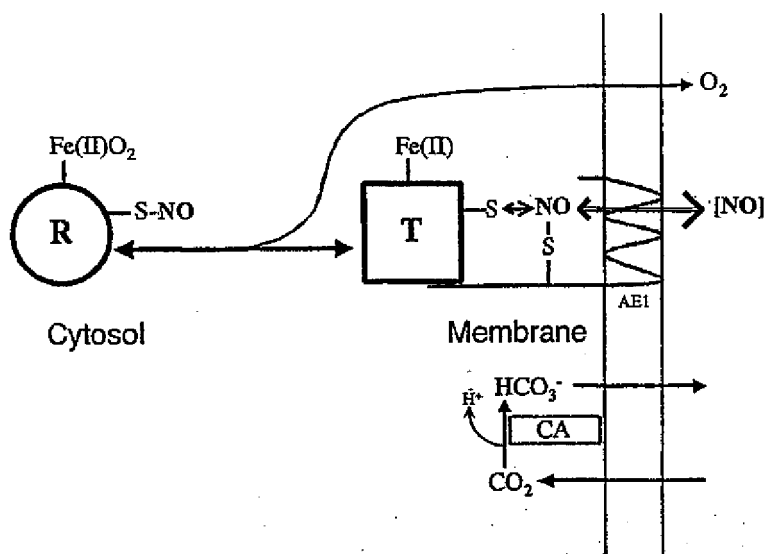 O₂
Fe(II)O₂
Fe(II)
R
S-NO
T
S
NO
[NO]
S
AE1
Cytosol
Membrane
H⁺
HCO₃⁻
CA
CO₂